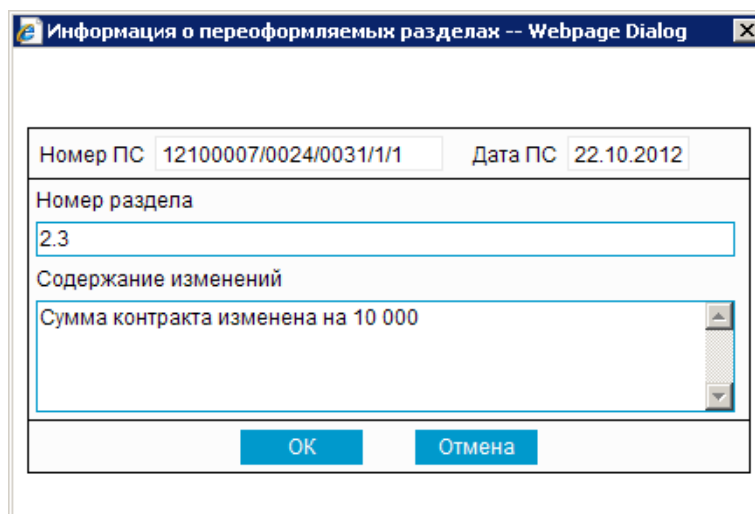 Информация о переоформляемых разделах -- Webpage Dialog
Номер ПС 12100007/0024/0031/1/1 Дата ПС 22.10.2012
Номер раздела
2.3
Содержание изменений
Сумма контракта изменена на 10 000
ОК Отмена